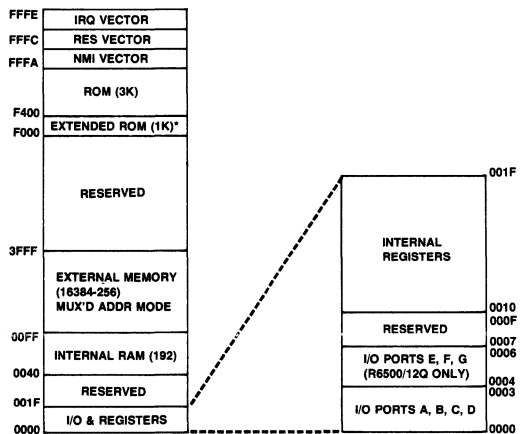 FFFE
IRQ VECTOR
FFFC
RES VECTOR
FFFA
NMI VECTOR
ROM (3K)
F400
EXTENDED ROM (1K)*
F000
RESERVED
3FFF
EXTERNAL MEMORY
(16384-256)
MUX'D ADDR MODE
00FF
INTERNAL RAM (192)
0040
RESERVED
001F
I/O & REGISTERS
0000
001F
INTERNAL
REGISTERS
0010
000F
RESERVED
0007
0006
I/O PORTS E, F, G
(R6500/12Q ONLY)
0004
0003
I/O PORTS A, B, C, D
0000